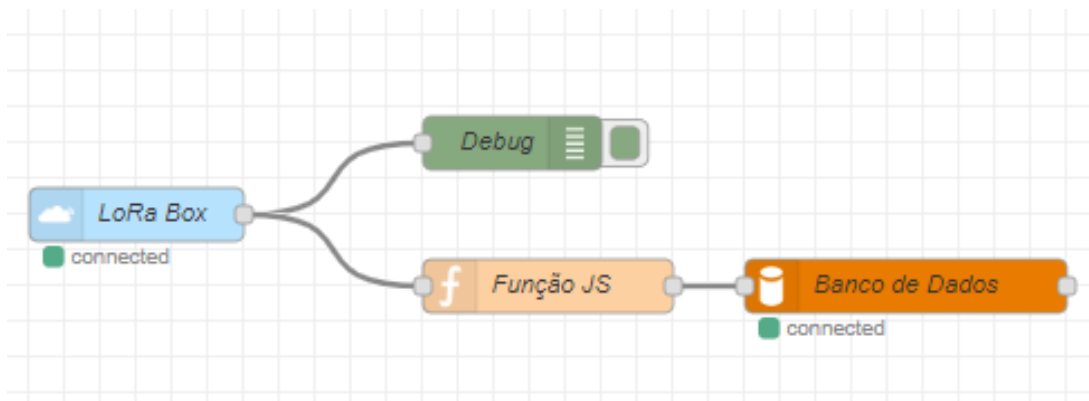 Debug
LoRa Box
connected
Função JS
Banco de Dados
connected